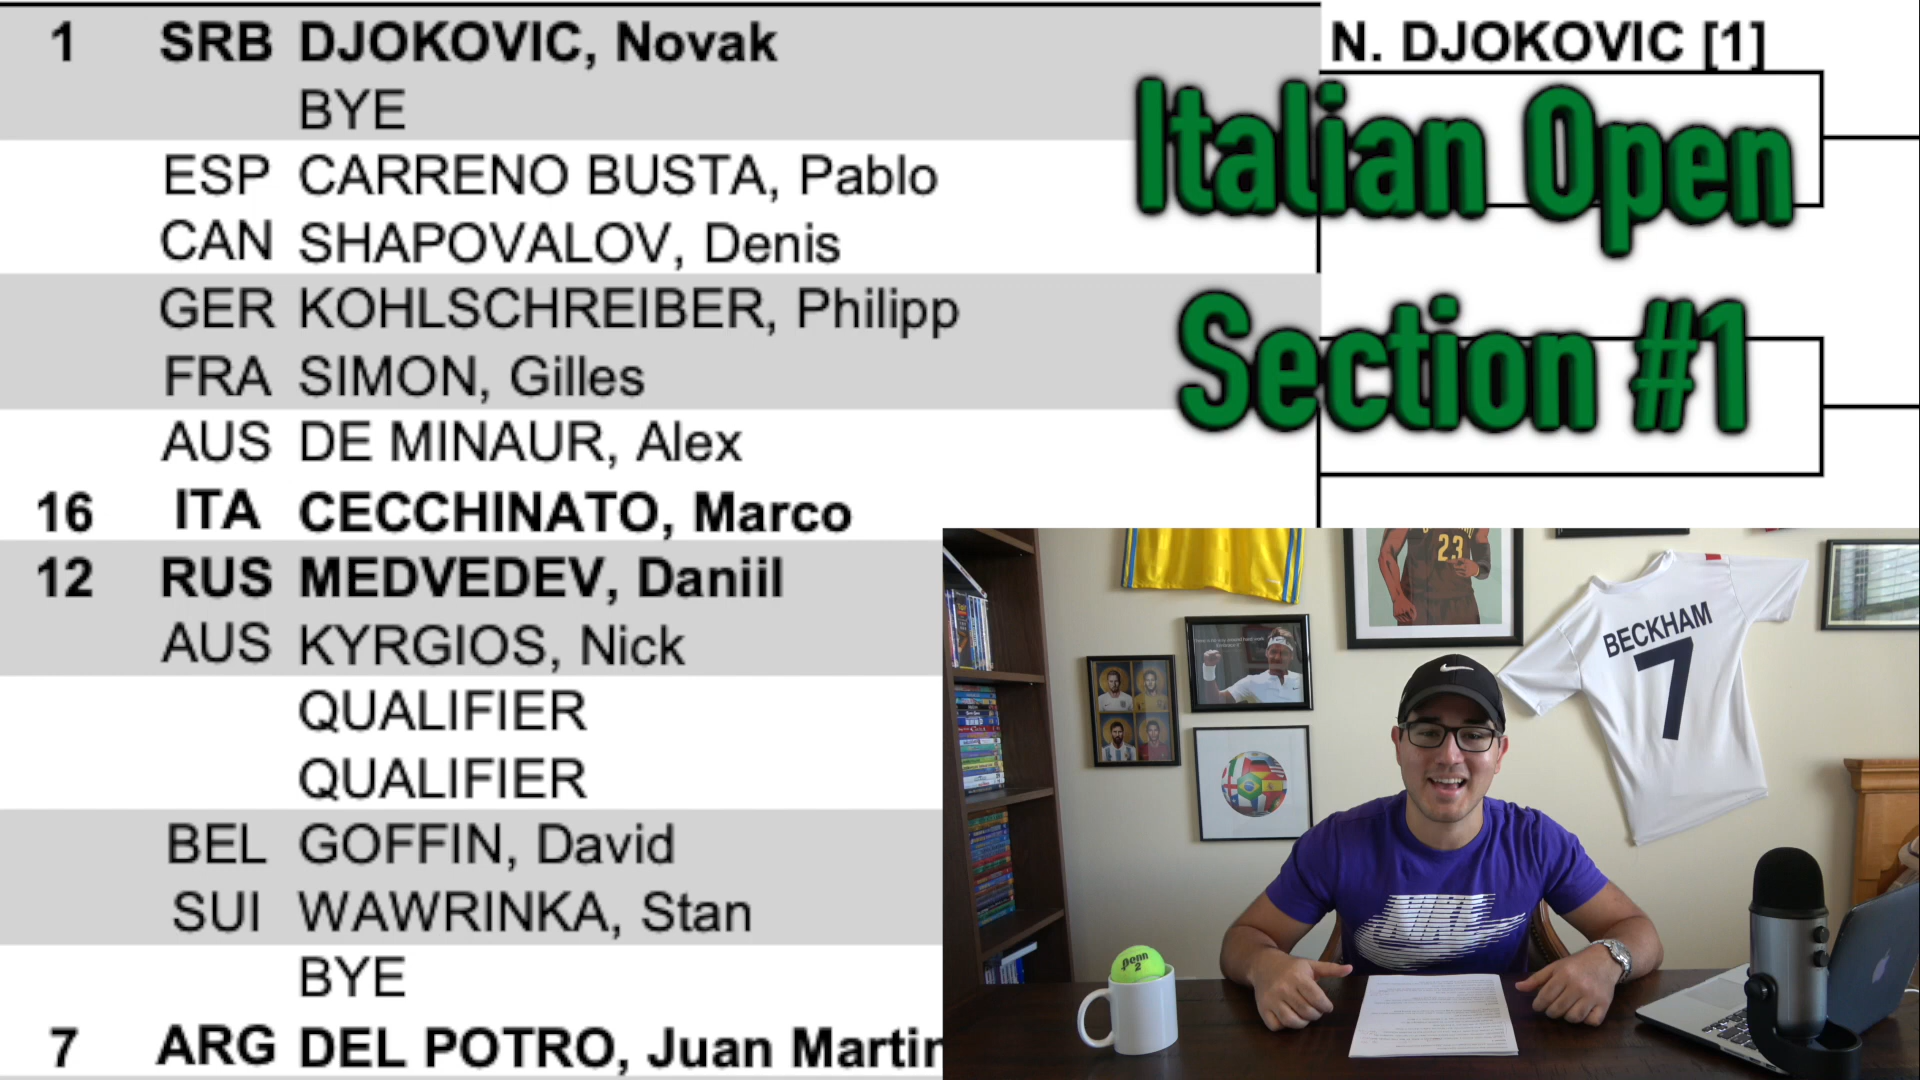 1 SRB DJOKOVIC, Novak
N. DJOKOVIC [1]
BYE
ESP CARRENO BUSTA, Pablo
CAN SHAPOVALOV, Denis
GER KOHLSCHREIBER, Philipp
FRA SIMON, Gilles
AUS DE MINAUR, Alex
16 ITA CECCHINATO, Marco
12 RUS MEDVEDEV, Daniil
AUS KYRGIOS, Nick
QUALIFIER
QUALIFIER
BEL GOFFIN, David
SUI WAWRINKA, Stan
BYE
7 ARG DEL POTRO, Juan Martin
Italian Open
Section #1
23
BECKHAM
7
NIKE
Penn
2